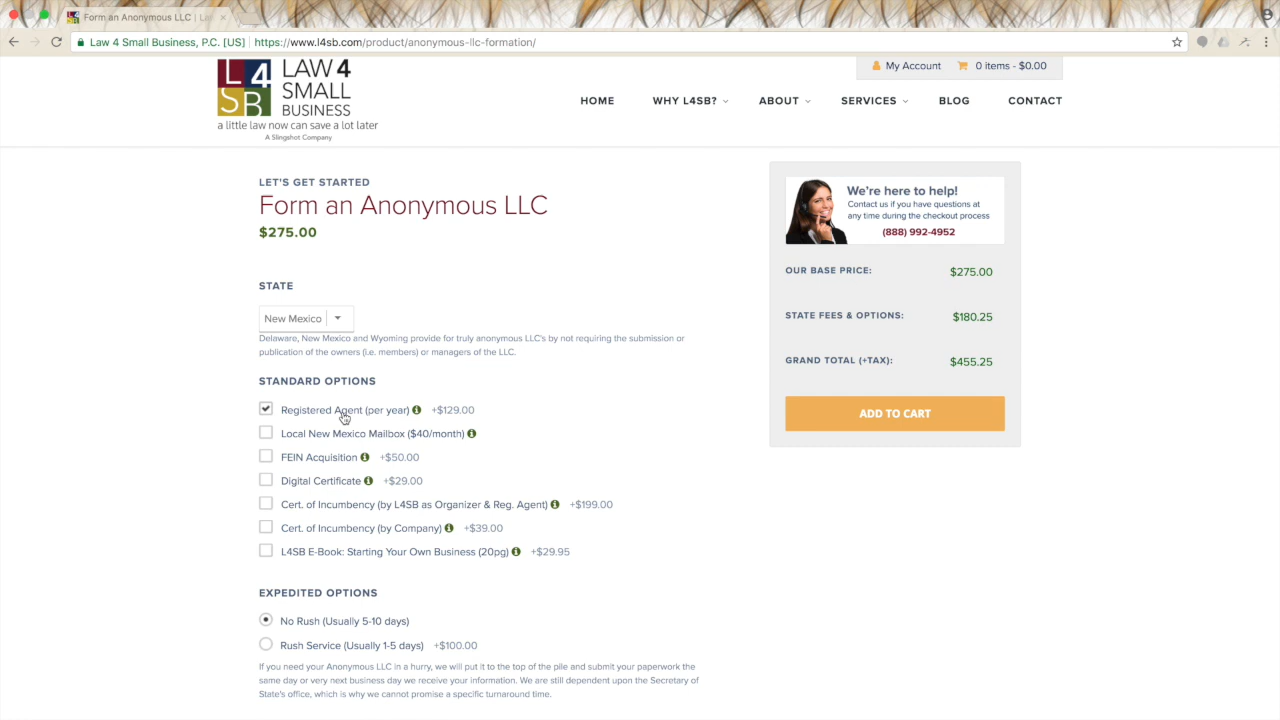 Form an Anonymous LLC | La
Law 4 Small Business, P.C. [US]
https://www.l4sb.com/product/anonymous-llc-formation/
L4
SB
LAW 4
SMALL
BUSINESS
a little law now can save a lot later
A Slingshot Company
My Account
0 items - $0.00
HOME
WHY L4SB?
ABOUT
SERVICES
BLOG
CONTACT
LET'S GET STARTED
Form an Anonymous LLC
$275.00
STATE
New Mexico
Delaware, New Mexico and Wyoming provide for truly anonymous LLC's by not requiring the submission or
publication of the owners (i.e. members) or managers of the LLC.
STANDARD OPTIONS
Registered Agent (per year) +$129.00
Local New Mexico Mailbox ($40/month)
FEIN Acquisition +$50.00
Digital Certificate +$29.00
Cert. of Incumbency (by L4SB as Organizer & Reg. Agent) +$199.00
Cert. of Incumbency (by Company) +$39.00
L4SB E-Book: Starting Your Own Business (20pg) +$29.95
EXPEDITED OPTIONS
No Rush (Usually 5-10 days)
Rush Service (Usually 1-5 days) +$100.00
If you need your Anonymous LLC in a hurry, we will put it to the top of the pile and submit your paperwork the
same day or very next business day we receive your information. We are still dependent upon the Secretary of
State's office, which is why we cannot promise a specific turnaround time.
We're here to help!
Contact us if you have questions at
any time during the checkout process
(888) 992-4952
OUR BASE PRICE: $275.00
STATE FEES & OPTIONS: $180.25
GRAND TOTAL (+TAX): $455.25
ADD TO CART